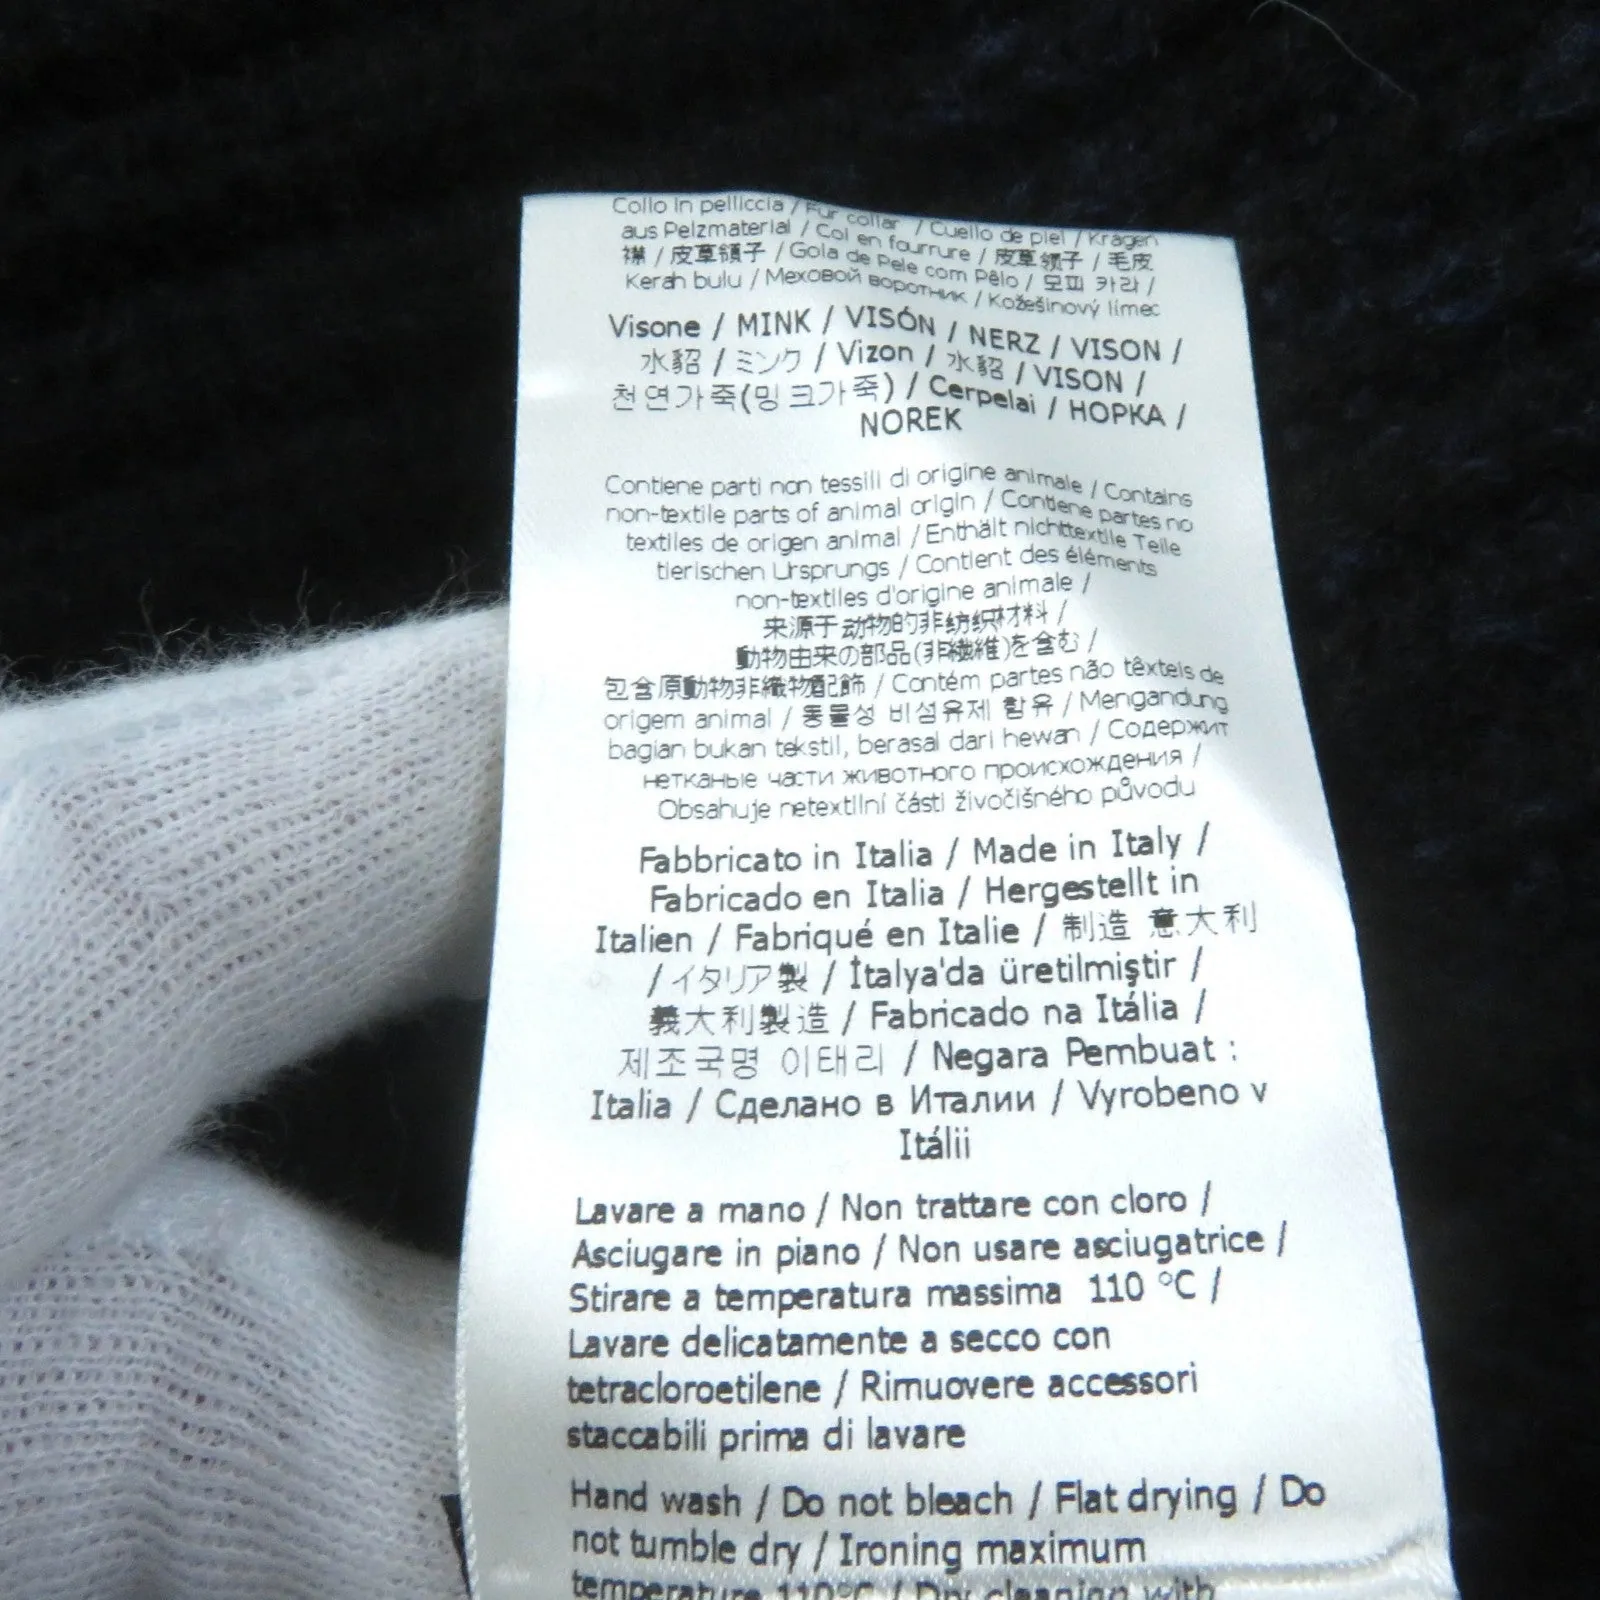 Collo in pelliccia / Fur collar / Cuello de piel / Kragen
aus Pelzmaterial / Col en fourrure / 皮草领子 / 毛皮
襟 / 皮草領子 / Gola de Pele com Pêlo / 모피 카라 /
Kerah bulu / Меховой воротник / Kožešinový límec
Visone / MINK / VISÓN / NERZ / VISON /
水貂 / ミンク / Vizon / 水貂 / VISON /
천연가죽(밍크가죽) / Cerpelai / НОРКА /
NOREK
Contiene parti non tessili di origine animale / Contains
non-textile parts of animal origin / Contiene partes no
textiles de origen animal / Enthält nichttextile Teile
tierischen Ursprungs / Contient des éléments
non-textiles d'origine animale /
来源于动物的非纺织材料 /
動物由来の部品(非繊維)を含む /
包含原動物非織物配飾 / Contém partes não têxteis de
origem animal / 동물성 비섬유제 함유 / Mengandung
bagian bukan tekstil, berasal dari hewan / Содержит
нетканые части животного происхождения /
Obsahuje netextilní části živočišného původu
Fabbricato in Italia / Made in Italy /
Fabricado en Italia / Hergestellt in
Italien / Fabriqué en Italie / 制造 意大利
/ イタリア製 / İtalya'da üretilmiştir /
義大利製造 / Fabricado na Itália /
제조국명 이태리 / Negara Pembuat :
Italia / Сделано в Италии / Vyrobeno v
Itálii
Lavare a mano / Non trattare con cloro /
Asciugare in piano / Non usare asciugatrice /
Stirare a temperatura massima 110 °C /
Lavare delicatamente a secco con
tetracloroetilene / Rimuovere accessori
staccabili prima di lavare
Hand wash / Do not bleach / Flat drying / Do
not tumble dry / Ironing maximum
temperature 110°C / Dry cleaning with